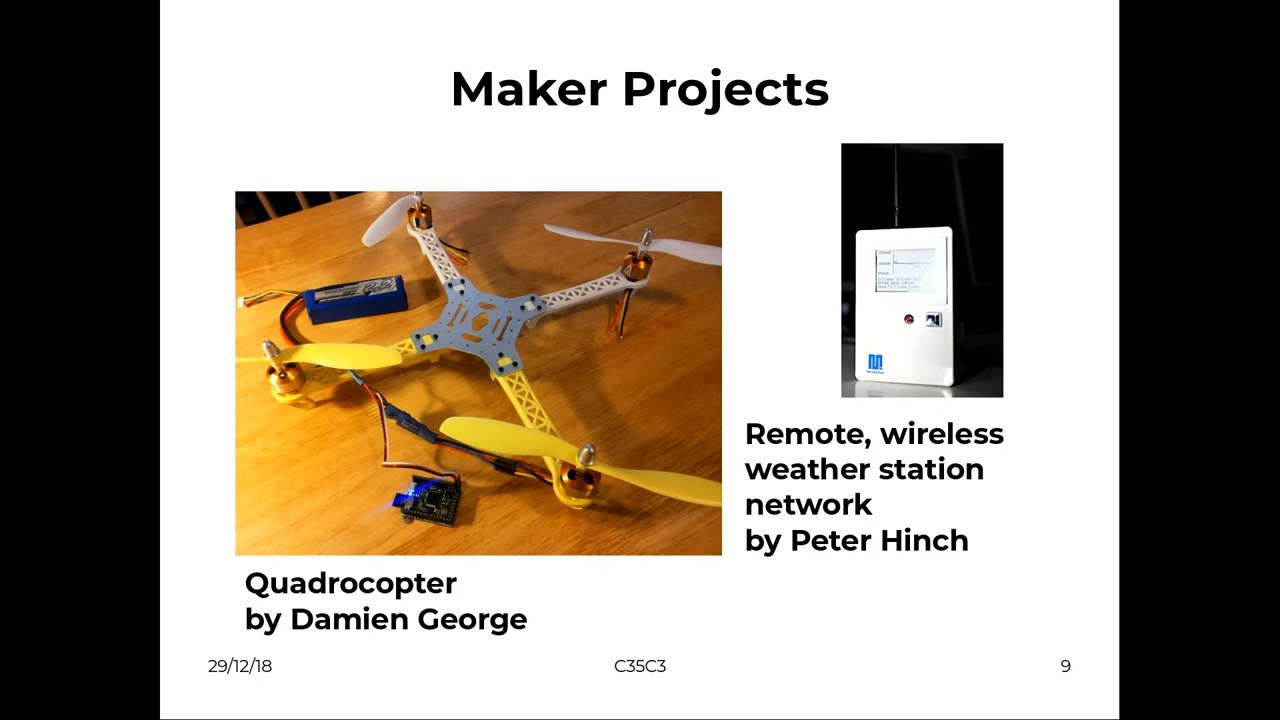 Maker Projects
Remote, wireless
weather station
network
by Peter Hinch
Quadrocopter
by Damien George
29/12/18
C35C3
9